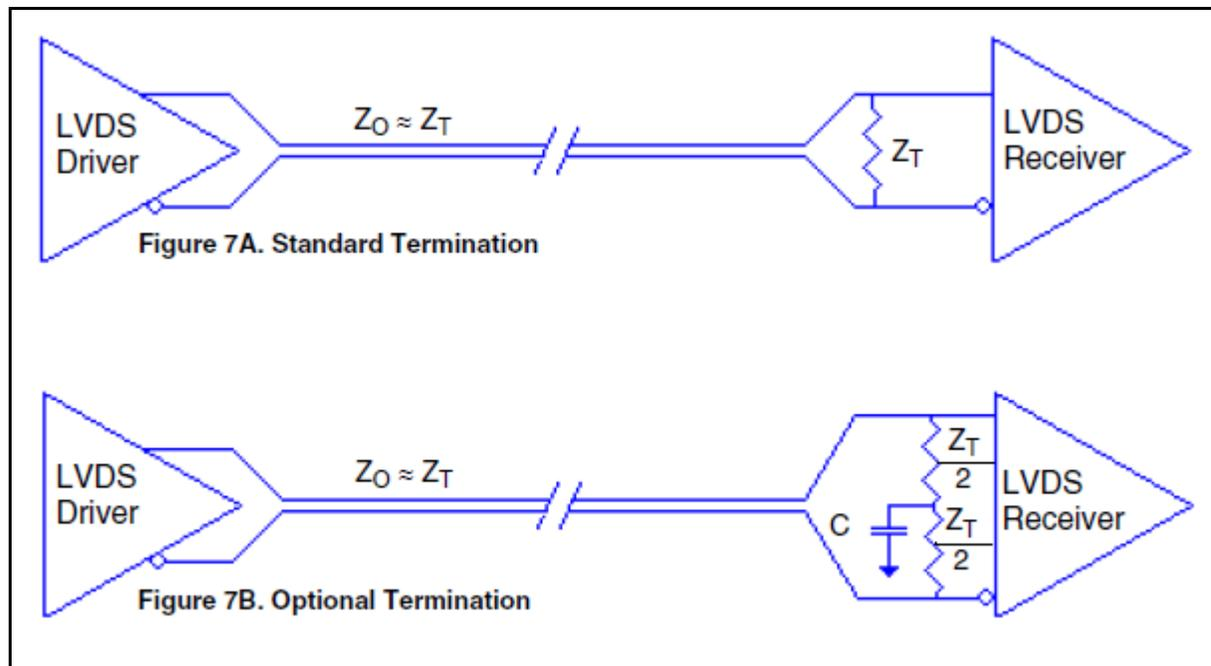 LVDS
Driver
Z_O ≈ Z_T
Z_T
LVDS
Receiver
Figure 7A. Standard Termination
LVDS
Driver
Z_O ≈ Z_T
C
Z_T
2
Z_T
2
LVDS
Receiver
Figure 7B. Optional Termination